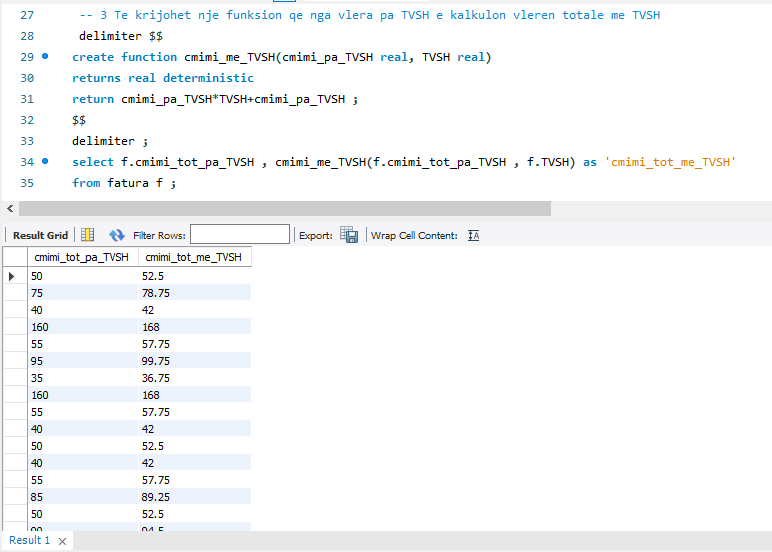 27 -- 3 Te krijohet nje funksion qe nga vlera pa TVSH e kalkulon vleren totale me TVSH
28 delimiter $$
29 create function cmimi_me_TVSH(cmimi_pa_TVSH real, TVSH real)
30 returns real deterministic
31 return cmimi_pa_TVSH*TVSH+cmimi_pa_TVSH ;
32 $$
33 delimiter ;
34 select f.cmimi_tot_pa_TVSH , cmimi_me_TVSH(f.cmimi_tot_pa_TVSH , f.TVSH) as 'cmimi_tot_me_TVSH'
35 from fatura f ;
Result Grid Filter Rows: Export: Wrap Cell Content:
cmimi_tot_pa_TVSH cmimi_tot_me_TVSH
50 52.5
75 78.75
40 42
160 168
55 57.75
95 99.75
35 36.75
160 168
55 57.75
40 42
50 52.5
40 42
55 57.75
85 89.25
50 52.5
90 94.5
Result 1